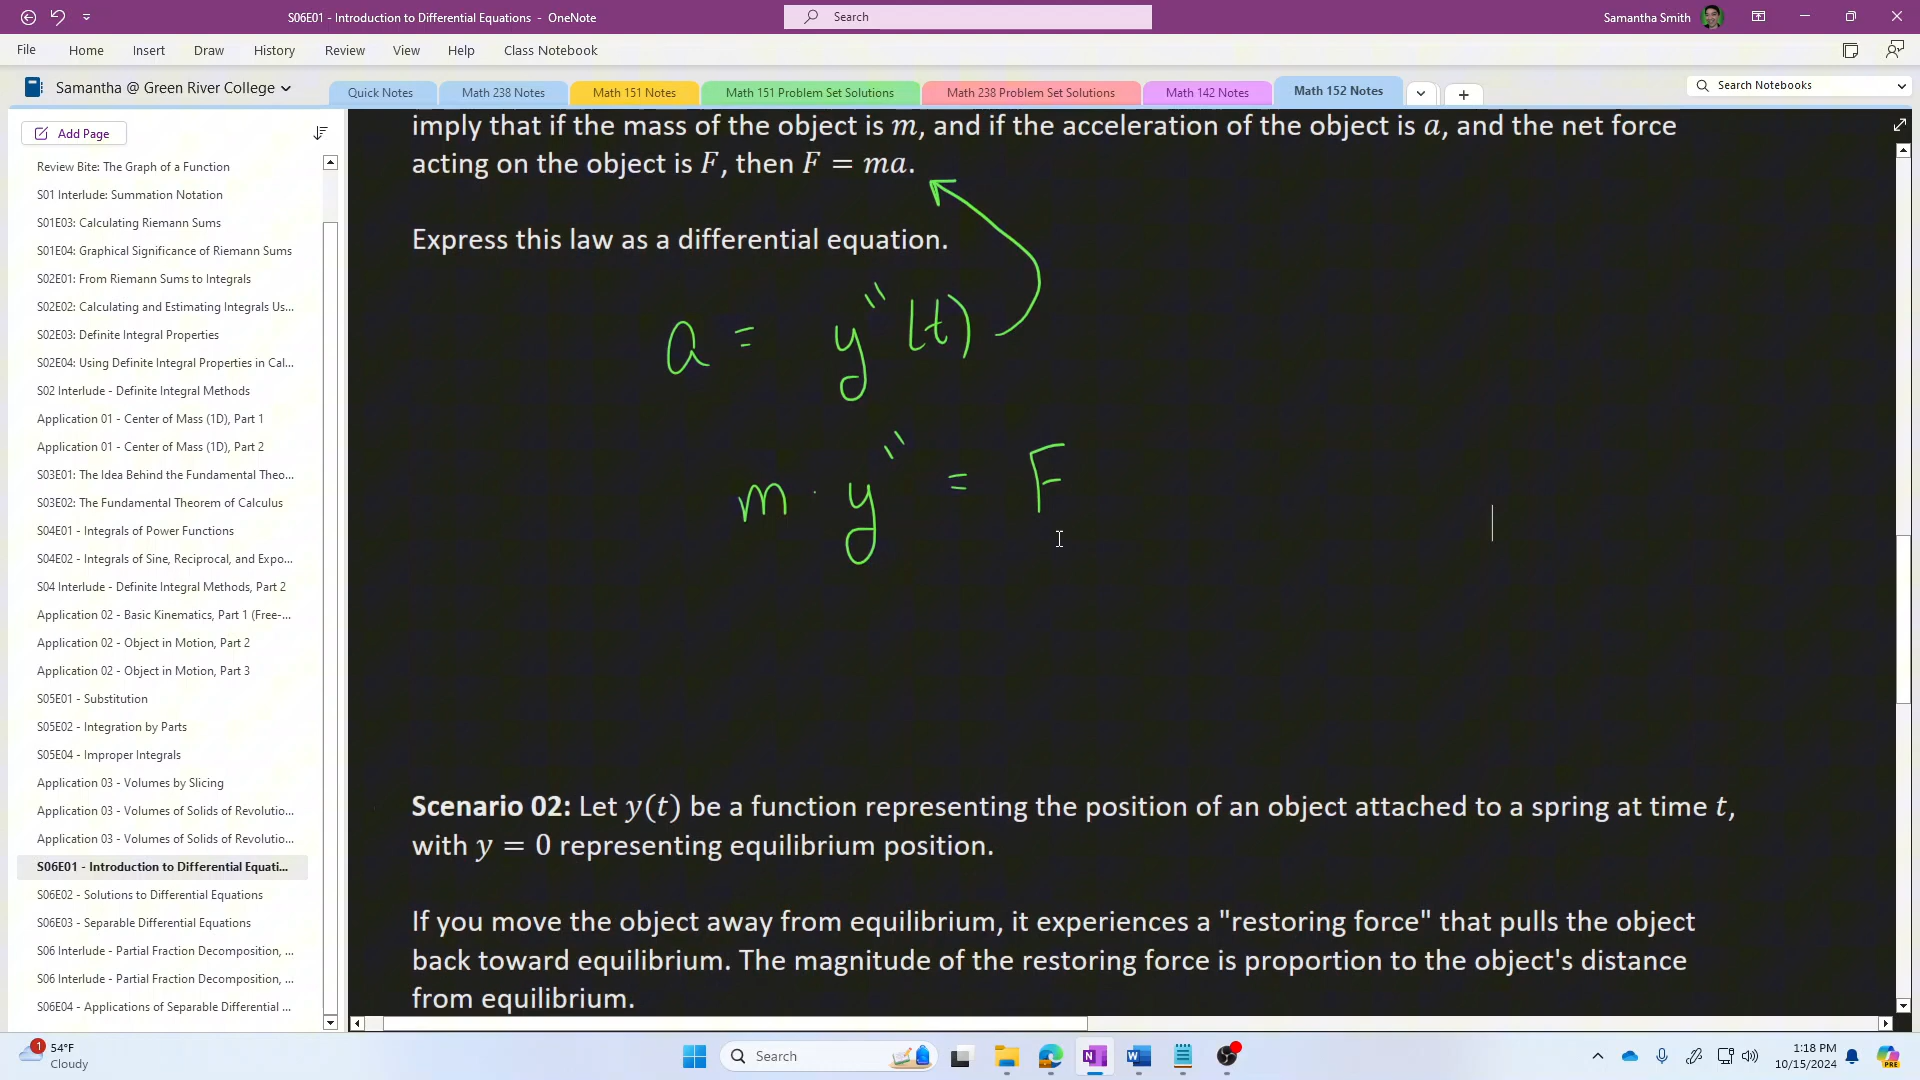 S06E01 - Introduction to Differential Equations - OneNote
Search
Samantha Smith
File
Home
Insert
Draw
History
Review
View
Help
Class Notebook
Samantha @ Green River College
Quick Notes
Math 238 Notes
Math 151 Notes
Math 151 Problem Set Solutions
Math 238 Problem Set Solutions
Math 142 Notes
Math 152 Notes
Search Notebooks
Add Page
Review Bite: The Graph of a Function
S01 Interlude: Summation Notation
S01E03: Calculating Riemann Sums
S01E04: Graphical Significance of Riemann Sums
S02E01: From Riemann Sums to Integrals
S02E02: Calculating and Estimating Integrals Us...
S02E03: Definite Integral Properties
S02E04: Using Definite Integral Properties in Cal...
S02 Interlude - Definite Integral Methods
Application 01 - Center of Mass (1D), Part 1
Application 01 - Center of Mass (1D), Part 2
S03E01: The Idea Behind the Fundamental Theo...
S03E02: The Fundamental Theorem of Calculus
S04E01 - Integrals of Power Functions
S04E02 - Integrals of Sine, Reciprocal, and Expo...
S04 Interlude - Definite Integral Methods, Part 2
Application 02 - Basic Kinematics, Part 1 (Free-...
Application 02 - Object in Motion, Part 2
Application 02 - Object in Motion, Part 3
S05E01 - Substitution
S05E02 - Integration by Parts
S05E04 - Improper Integrals
Application 03 - Volumes by Slicing
Application 03 - Volumes of Solids of Revolutio...
Application 03 - Volumes of Solids of Revolutio...
S06E01 - Introduction to Differential Equati...
S06E02 - Solutions to Differential Equations
S06E03 - Separable Differential Equations
S06 Interlude - Partial Fraction Decomposition, ...
S06 Interlude - Partial Fraction Decomposition, ...
S06E04 - Applications of Separable Differential ...
imply that if the mass of the object is m, and if the acceleration of the object is a, and the net force
acting on the object is F, then F = ma.
Express this law as a differential equation.
a = y''(t)
m · y'' = F
Scenario 02: Let y(t) be a function representing the position of an object attached to a spring at time t,
with y = 0 representing equilibrium position.
If you move the object away from equilibrium, it experiences a "restoring force" that pulls the object
back toward equilibrium. The magnitude of the restoring force is proportion to the object's distance
from equilibrium.
1
54°F
Cloudy
Search
1:18 PM
10/15/2024
PRE